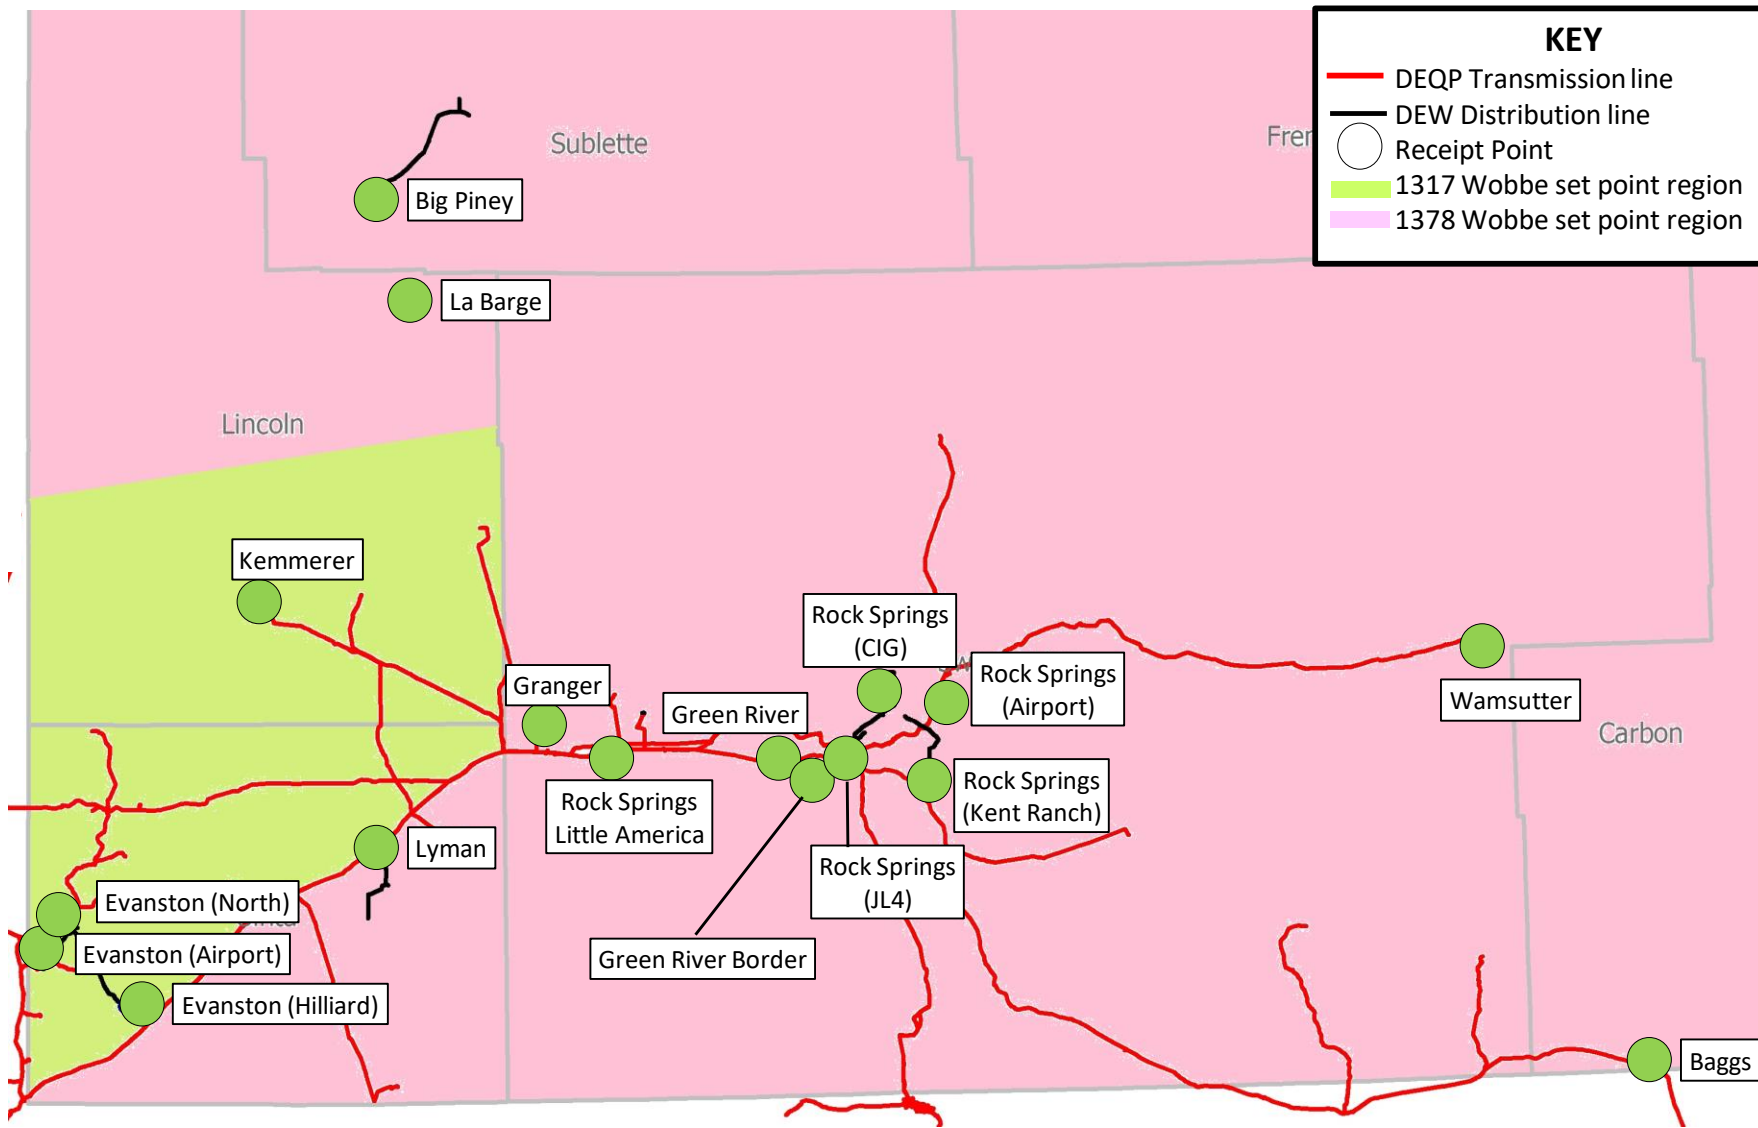 KEY
DEQP Transmission line
DEW Distribution line
Receipt Point
1317 Wobbe set point region
1378 Wobbe set point region
Sublette
Big Piney
La Barge
Lincoln
Kemmerer
Rock Springs
(CIG)
Granger
Green River
Rock Springs
(Airport)
Wamsutter
Carbon
Rock Springs
Little America
Rock Springs
(Kent Ranch)
Lyman
Rock Springs
(JL4)
Evanston (North)
Evanston (Airport)
Green River Border
Evanston (Hilliard)
Baggs